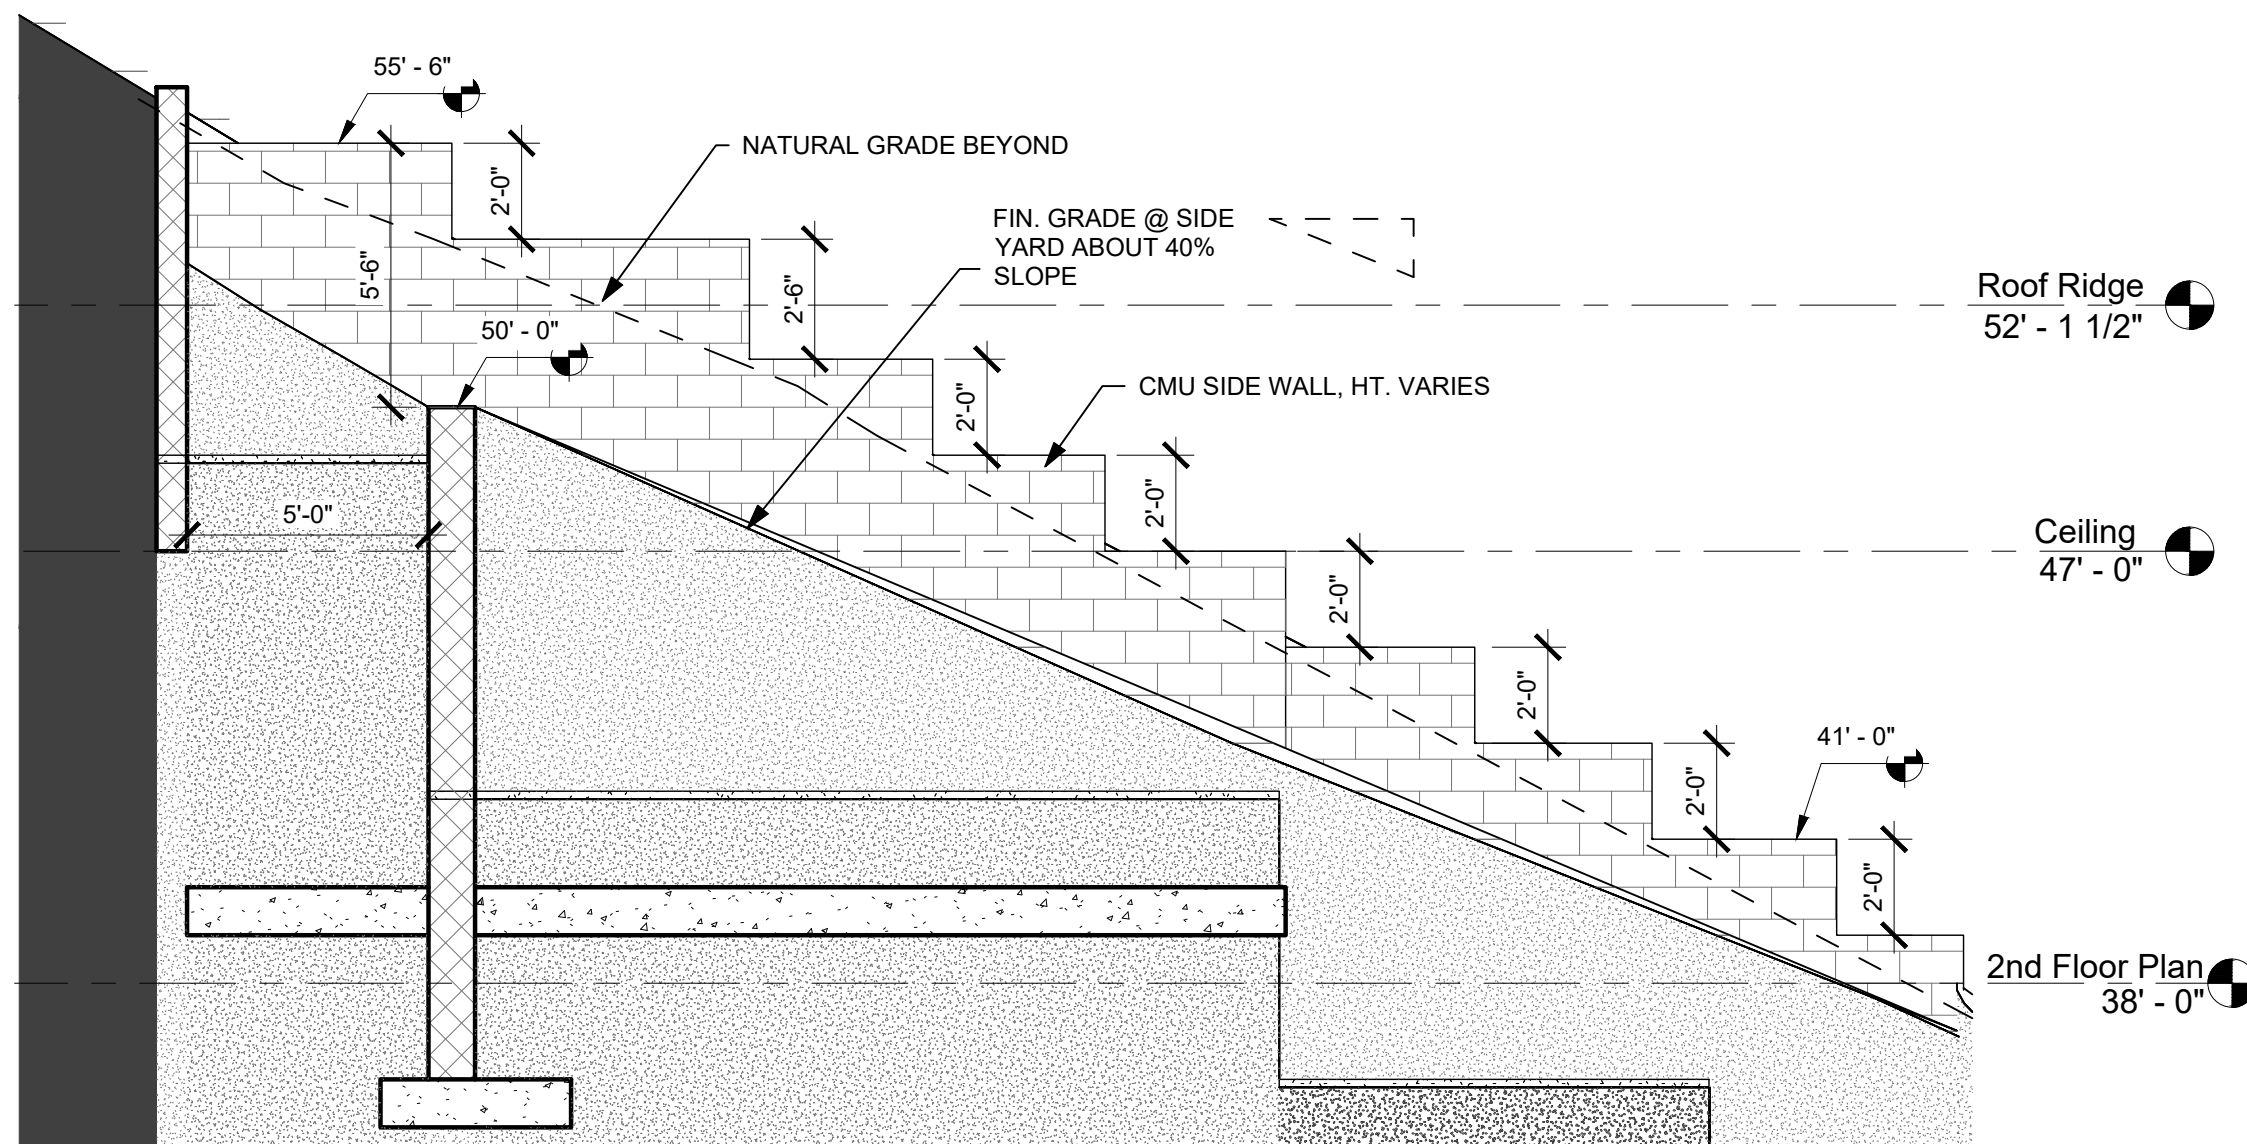 55' - 6"
NATURAL GRADE BEYOND
2'-0"
FIN. GRADE @ SIDE
YARD ABOUT 40%
SLOPE
5'-6"
2'-6"
Roof Ridge
52' - 1 1/2"
50' - 0"
CMU SIDE WALL, HT. VARIES
2'-0"
2'-0"
5'-0"
Ceiling
47' - 0"
2'-0"
2'-0"
41' - 0"
2'-0"
2'-0"
2nd Floor Plan
38' - 0"